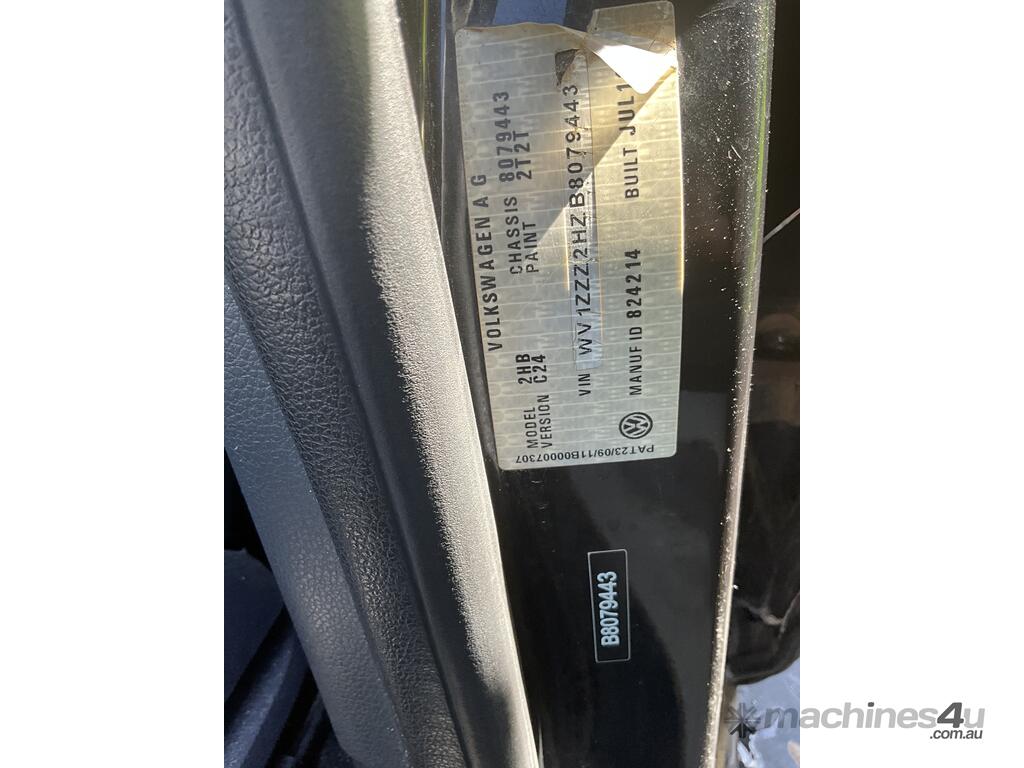 VOLKSWAGEN A G
MODEL 2HB CHASSIS 8079443
VERSION C24 PAINT 2T2T
VIN WV1ZZZ2HZB8079443
MANUF ID 824214 BUILT JUL1
PAT23/09/11B00007307
B8079443
machines4u
.com.au